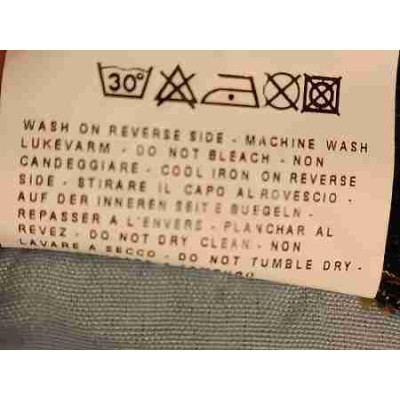 30°
WASH ON REVERSE SIDE - MACHINE WASH
LUKEVARM - DO NOT BLEACH - NON
CANDEGGIARE - COOL IRON ON REVERSE
SIDE - STIRARE IL CAPO AL ROVESCIO -
AUF DER INNEREN SEITE BUEGELN -
REPASSER A L'ENVERS - PLANCHAR AL
REVEZ - DO NOT DRY CLEAN - NON
LAVARE A SECCO - DO NOT TUMBLE DRY -